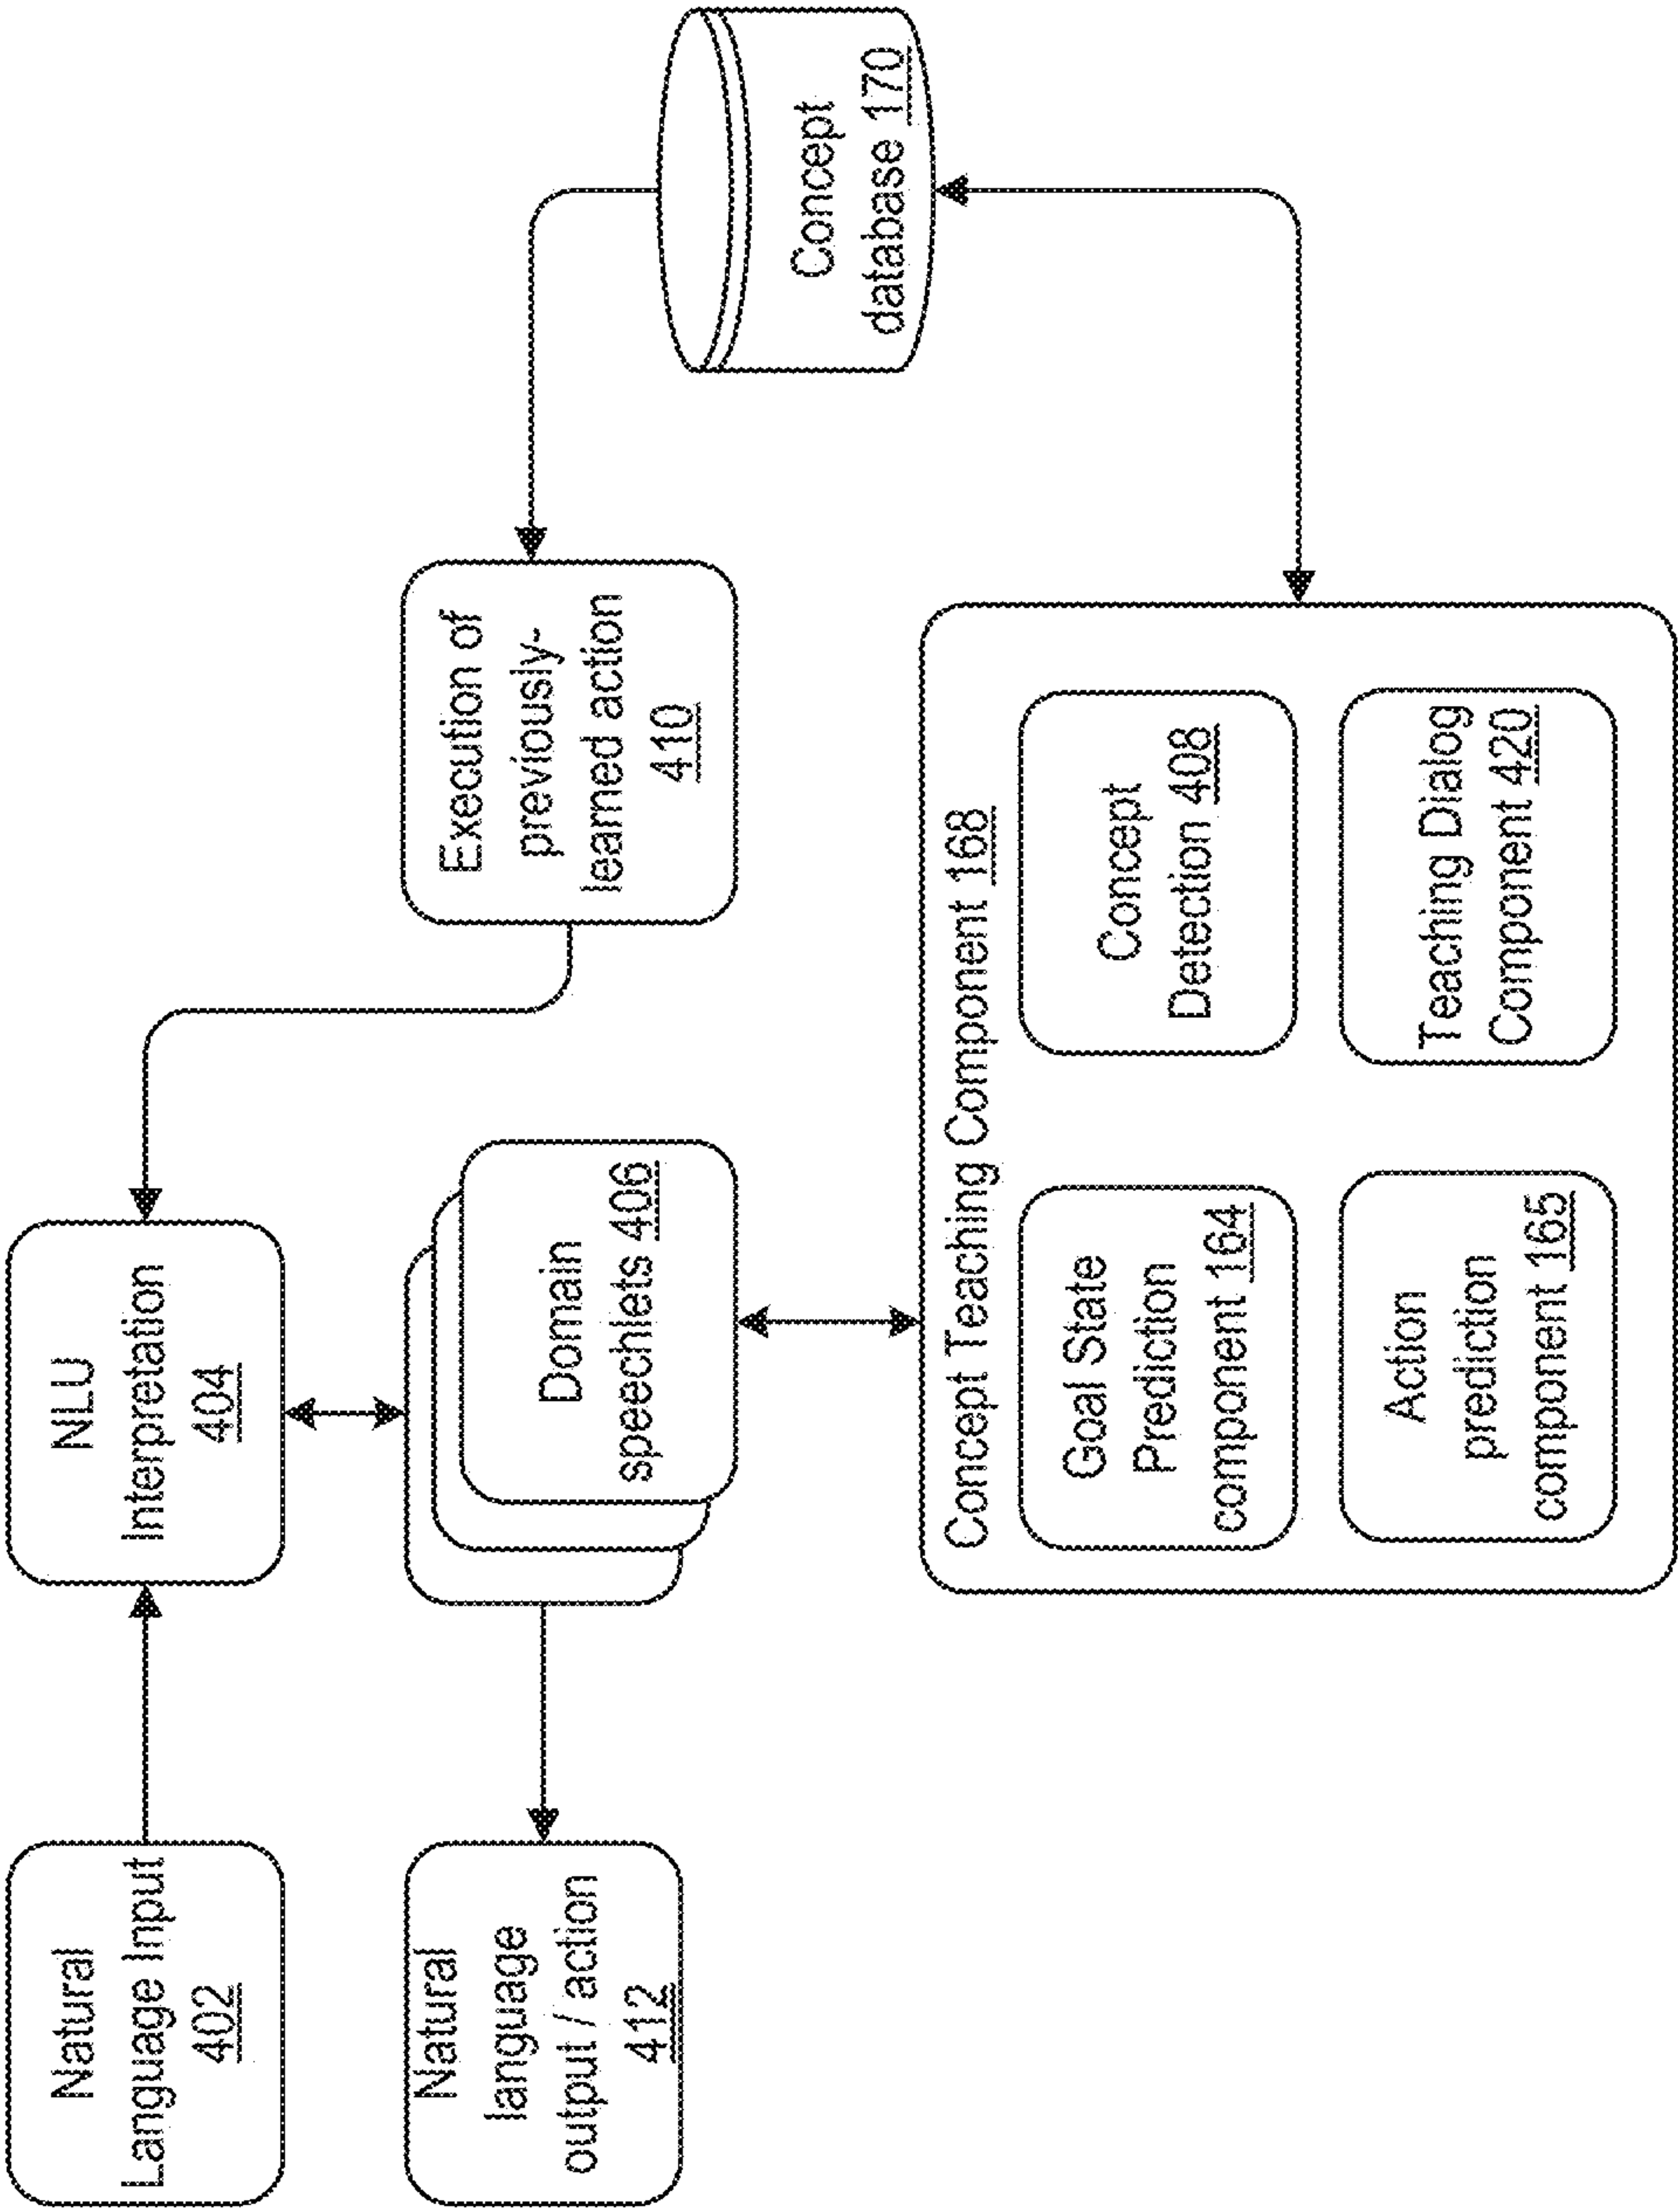 Natural
Language Input
402
NLU
Interpretation
404
Natural
language
output / action
412
Domain
speechlets 406
Execution of
previously-
learned action
410
Concept
database 170
Concept Teaching Component 168
Goal State
Prediction
component 164
Concept
Detection 408
Action
prediction
component 165
Teaching Dialog
Component 420